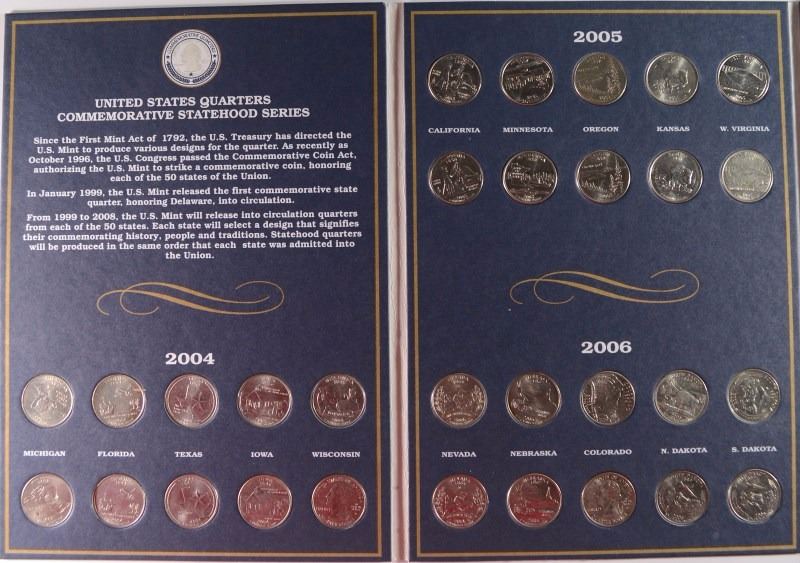 COMMEMORATIVE QUARTERS
UNITED STATES QUARTERS
COMMEMORATIVE STATEHOOD SERIES
Since the First Mint Act of 1792, the U.S. Treasury has directed the
U.S. Mint to produce various designs for the quarter. As recently as
October 1996, the U.S. Congress passed the Commemorative Coin Act,
authorizing the U.S. Mint to strike a commemorative coin, honoring
each of the 50 states of the Union.
In January 1999, the U.S. Mint released the first commemorative state
quarter, honoring Delaware, into circulation.
From 1999 to 2008, the U.S. Mint will release into circulation quarters
from each of the 50 states. Each state will select a design that signifies
their commemorating history, people and traditions. Statehood quarters
will be produced in the same order that each state was admitted into
the Union.
2004
MICHIGAN FLORIDA TEXAS IOWA WISCONSIN
2005
CALIFORNIA MINNESOTA OREGON KANSAS W. VIRGINIA
2006
NEVADA NEBRASKA COLORADO N. DAKOTA S. DAKOTA